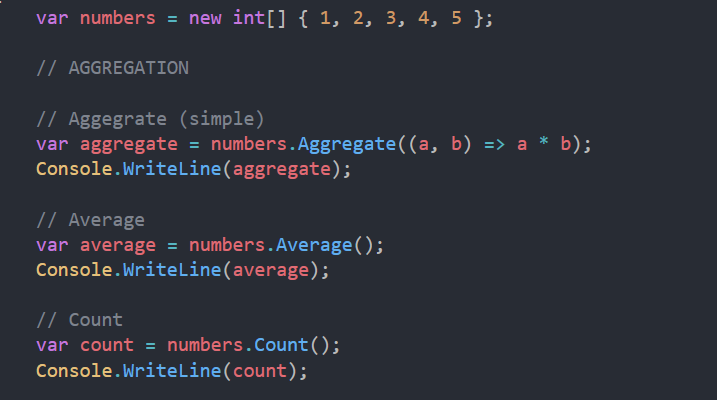 var numbers = new int[] { 1, 2, 3, 4, 5 };
// AGGREGATION
// Aggegrate (simple)
var aggregate = numbers.Aggregate((a, b) => a * b);
Console.WriteLine(aggregate);
// Average
var average = numbers.Average();
Console.WriteLine(average);
// Count
var count = numbers.Count();
Console.WriteLine(count);